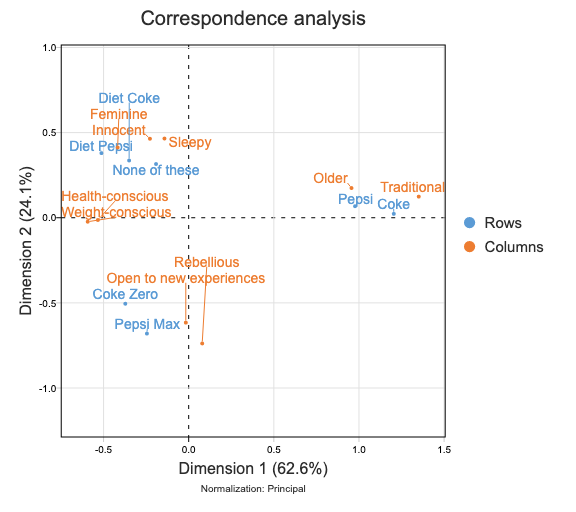 Correspondence analysis
1.0
Diet Coke
Feminine
Innocent
0.5
Sleepy
Diet Pepsi
None of these
Older
Traditional
Health-conscious
Pepsi
Coke
Weight-conscious
0.0
Rows
Columns
Rebellious
Open to new experiences
Coke Zero
-0.5
Pepsi Max
-1.0
Dimension 2 (24.1%)
-0.5 0.0 0.5 1.0 1.5
Dimension 1 (62.6%)
Normalization: Principal